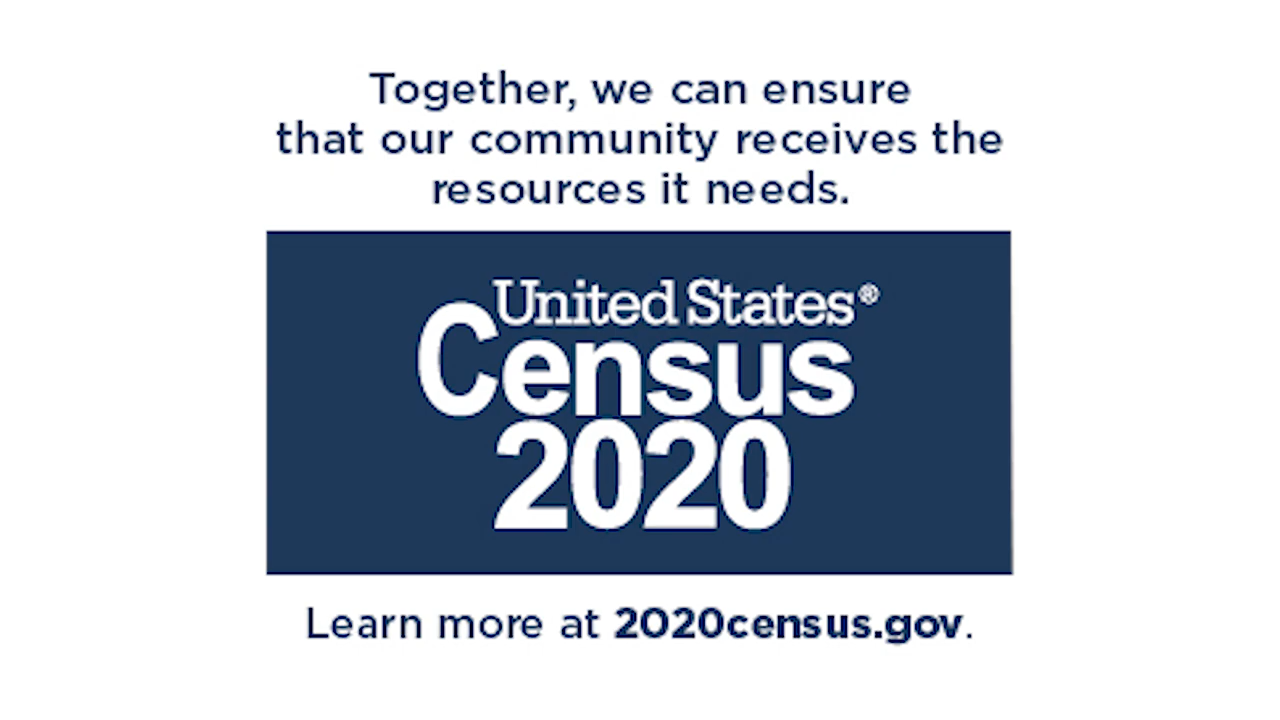 Together, we can ensure
that our community receives the
resources it needs.
United States®
Census
2020
Learn more at 2020census.gov.